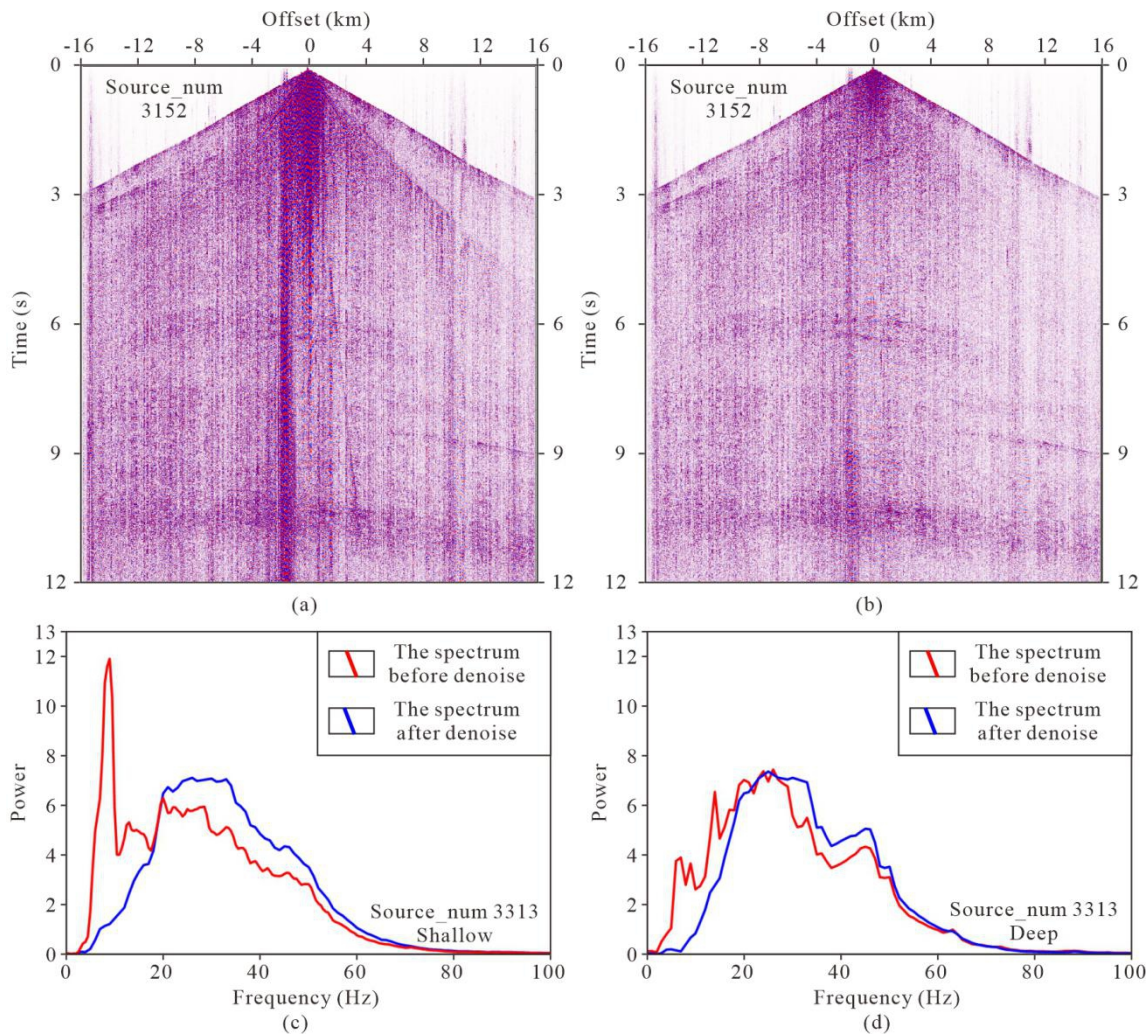 Offset (km)
-16 -12 -8 -4 0 4 8 12 16
0 0
Source_num
3152
3 3
Time (s)
6 6
9 9
12 12
(a)
Offset (km)
-16 -12 -8 -4 0 4 8 12 16
0 0
Source_num
3152
3 3
Time (s)
6 6
9 9
12 12
(b)
13
12
10
8
6
4
2
0
Power
The spectrum
before denoise
The spectrum
after denoise
Source_num 3313
Shallow
0 20 40 60 80 100
Frequency (Hz)
(c)
13
12
10
8
6
4
2
0
Power
The spectrum
before denoise
The spectrum
after denoise
Source_num 3313
Deep
0 20 40 60 80 100
Frequency (Hz)
(d)